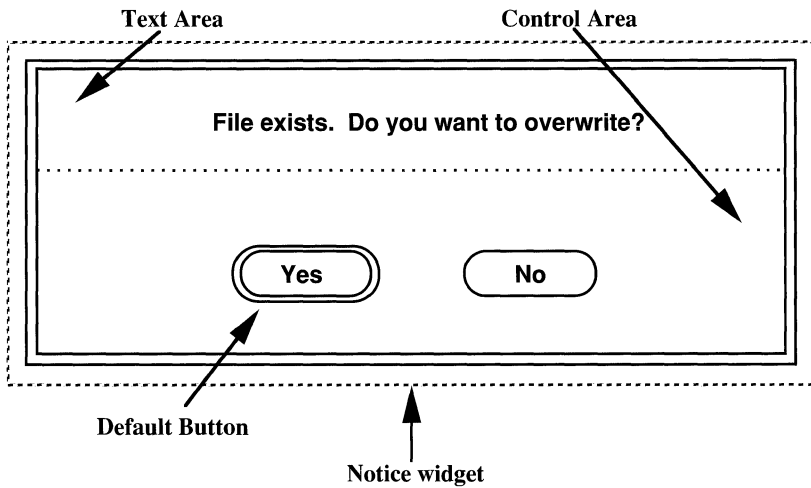 Text Area
Control Area
File exists.  Do you want to overwrite?
Yes
No
Default Button
Notice widget